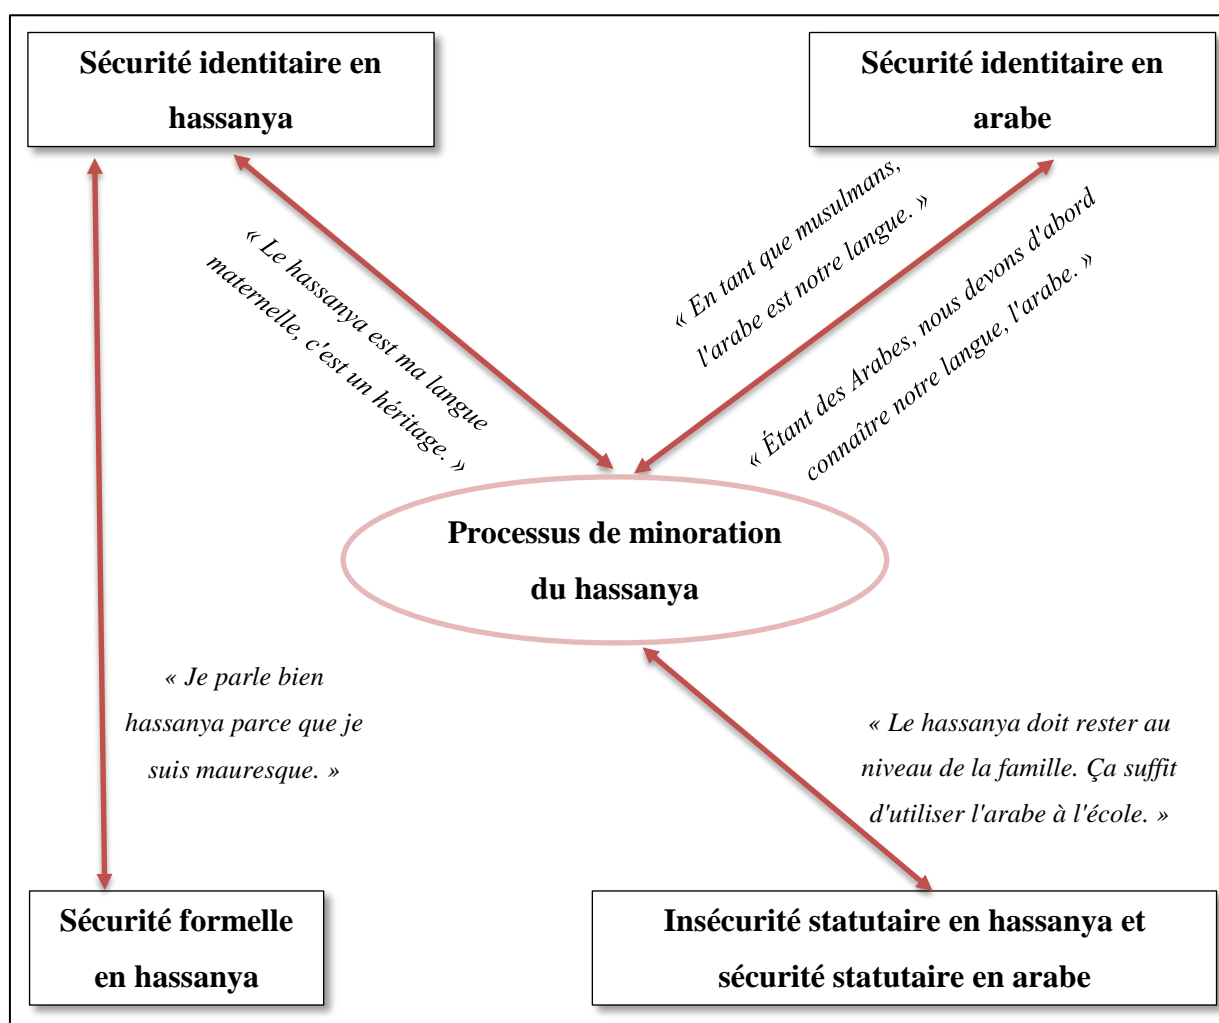 Sécurité identitaire en
hassanya
Sécurité identitaire en
arabe
« Le hassanya est ma langue
maternelle, c'est un héritage. »
« En tant que musulmans,
l'arabe est notre langue. »
« Étant des Arabes, nous devons d'abord
connaître notre langue, l'arabe. »
Processus de minoration
du hassanya
« Je parle bien
hassanya parce que je
suis mauresque. »
« Le hassanya doit rester au
niveau de la famille. Ça suffit
d'utiliser l'arabe à l'école. »
Sécurité formelle
en hassanya
Insécurité statutaire en hassanya et
sécurité statutaire en arabe